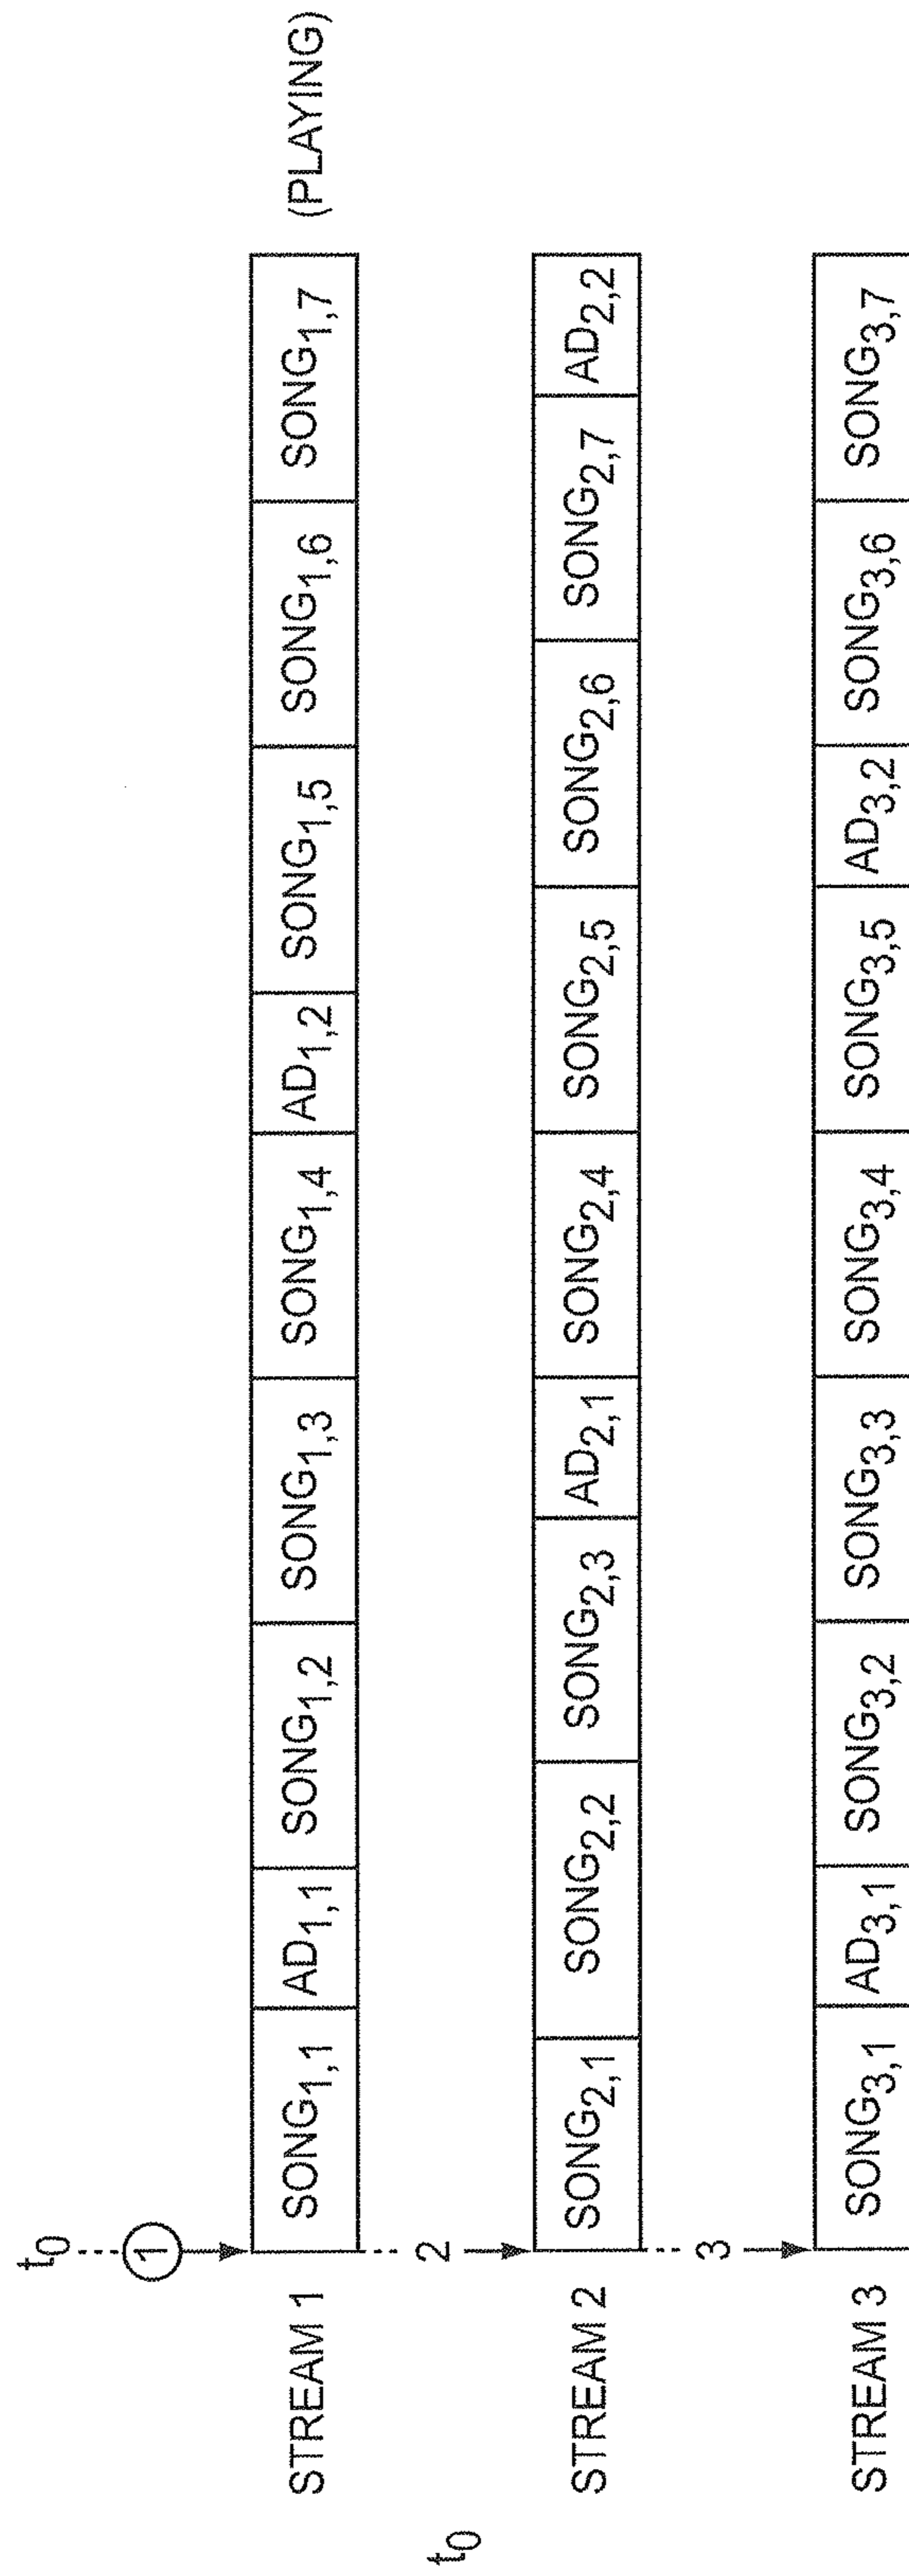 t0
1
STREAM 1 SONG1,1 AD1,1 SONG1,2 SONG1,3 SONG1,4 AD1,2 SONG1,5 SONG1,6 SONG1,7 (PLAYING)
2
t0
STREAM 2 SONG2,1 SONG2,2 SONG2,3 AD2,1 SONG2,4 SONG2,5 SONG2,6 SONG2,7 AD2,2
3
STREAM 3 SONG3,1 AD3,1 SONG3,2 SONG3,3 SONG3,4 SONG3,5 AD3,2 SONG3,6 SONG3,7